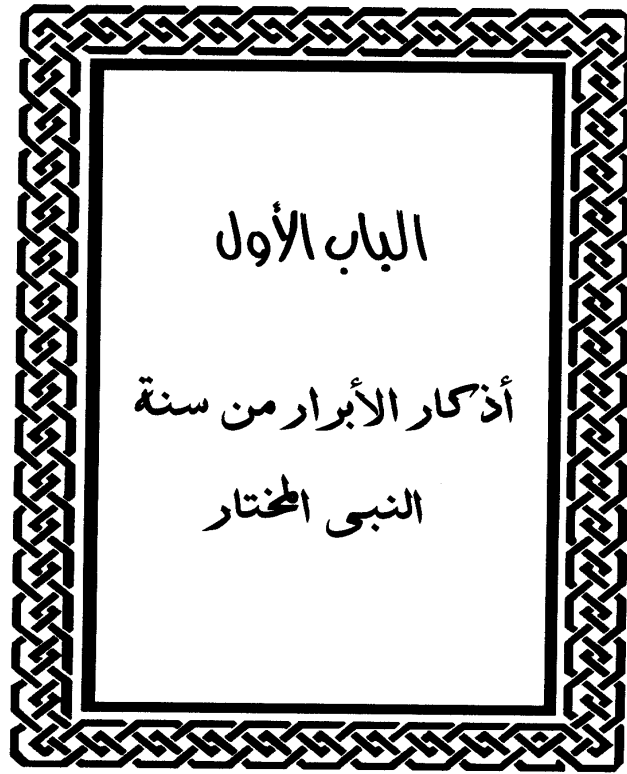 الباب الأول
أذكار الأبرار من سنة
النبى المختار